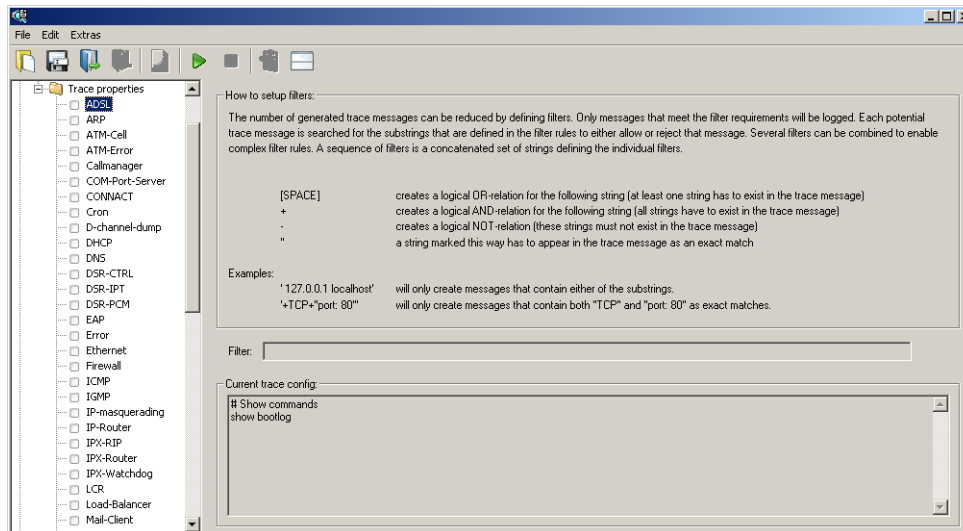 File Edit Extras
Trace properties
ADSL
ARP
ATM-Cell
ATM-Error
Callmanager
COM-Port-Server
CONNACT
Cron
D-channel-dump
DHCP
DNS
DSR-CTRL
DSR-IPT
DSR-PCM
EAP
Error
Ethernet
Firewall
ICMP
IGMP
IP-masquerading
IP-Router
IPX-RIP
IPX-Router
IPX-Watchdog
LCR
Load-Balancer
Mail-Client
How to setup filters:
The number of generated trace messages can be reduced by defining filters. Only messages that meet the filter requirements will be logged. Each potential
trace message is searched for the substrings that are defined in the filter rules to either allow or reject that message. Several filters can be combined to enable
complex filter rules. A sequence of filters is a concatenated set of strings defining the individual filters.
[SPACE] creates a logical OR-relation for the following string (at least one string has to exist in the trace message)
+ creates a logical AND-relation for the following string (all strings have to exist in the trace message)
- creates a logical NOT-relation (these strings must not exist in the trace message)
" a string marked this way has to appear in the trace message as an exact match
Examples:
' 127.0.0.1 localhost' will only create messages that contain either of the substrings.
'+TCP+"port: 80"' will only create messages that contain both "TCP" and "port: 80" as exact matches.
Filter:
Current trace config:
# Show commands
show bootlog